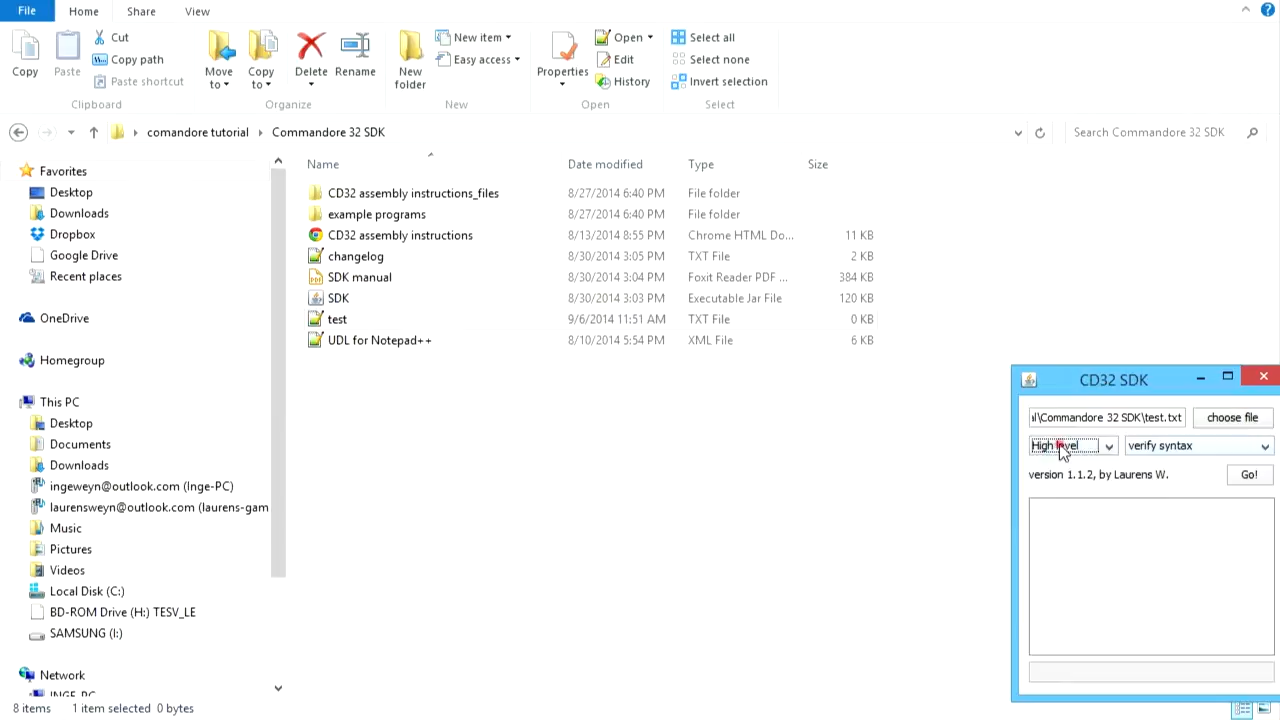 File Home Share View
Copy Paste Cut Copy path Paste shortcut
Move to Copy to Delete Rename
New folder New item Easy access
Properties Open Edit History
Select all Select none Invert selection
Clipboard Organize New Open Select
comandore tutorial Commandore 32 SDK Search Commandore 32 SDK
Favorites
Desktop
Downloads
Dropbox
Google Drive
Recent places
OneDrive
Homegroup
This PC
Desktop
Documents
Downloads
ingeweyn@outlook.com (Inge-PC)
laurensweyn@outlook.com (laurens-gam
Music
Pictures
Videos
Local Disk (C:)
BD-ROM Drive (H:) TESV_LE
SAMSUNG (I:)
Network
INGE_PC
Name Date modified Type Size
CD32 assembly instructions_files 8/27/2014 6:40 PM File folder
example programs 8/27/2014 6:40 PM File folder
CD32 assembly instructions 8/13/2014 8:55 PM Chrome HTML Do... 11 KB
changelog 8/30/2014 3:05 PM TXT File 2 KB
SDK manual 8/30/2014 3:04 PM Foxit Reader PDF ... 384 KB
SDK 8/30/2014 3:03 PM Executable Jar File 120 KB
test 9/6/2014 11:51 AM TXT File 0 KB
UDL for Notepad++ 8/10/2014 5:54 PM XML File 6 KB
CD32 SDK
\Commandore 32 SDK\test.txt choose file
High level verify syntax
version 1.1.2, by Laurens W. Go!
8 items 1 item selected 0 bytes